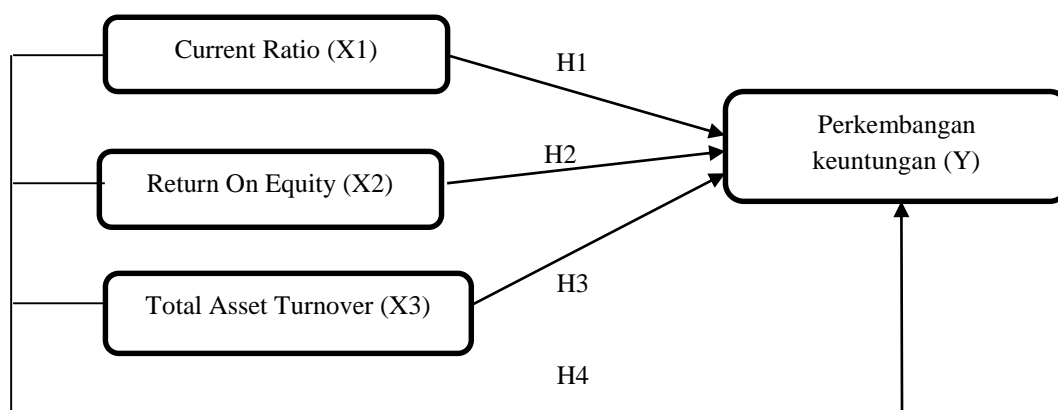 Current Ratio (X1)
H1
Perkembangan
keuntungan (Y)
H2
Return On Equity (X2)
H3
Total Asset Turnover (X3)
H4